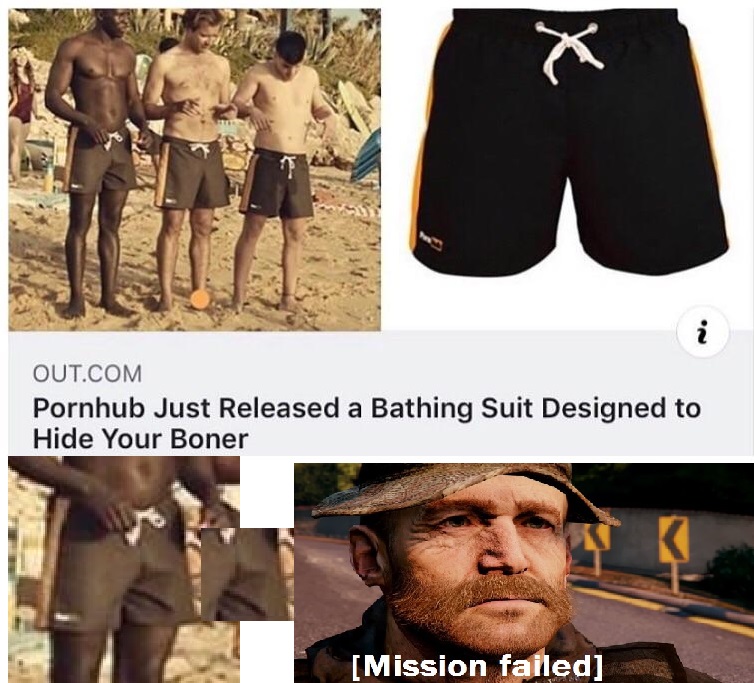 OUT.COM
Pornhub Just Released a Bathing Suit Designed to
Hide Your Boner
[Mission failed]